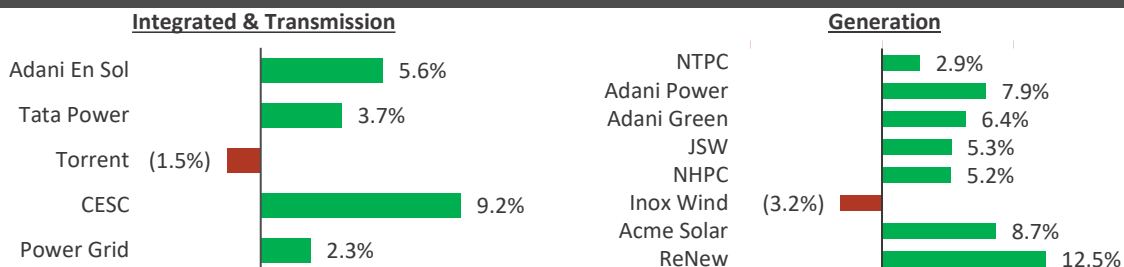 Integrated & Transmission
Adani En Sol 5.6%
Tata Power 3.7%
Torrent (1.5%)
CESC 9.2%
Power Grid 2.3%
Generation
NTPC 2.9%
Adani Power 7.9%
Adani Green 6.4%
JSW 5.3%
NHPC 5.2%
Inox Wind (3.2%)
Acme Solar 8.7%
ReNew 12.5%